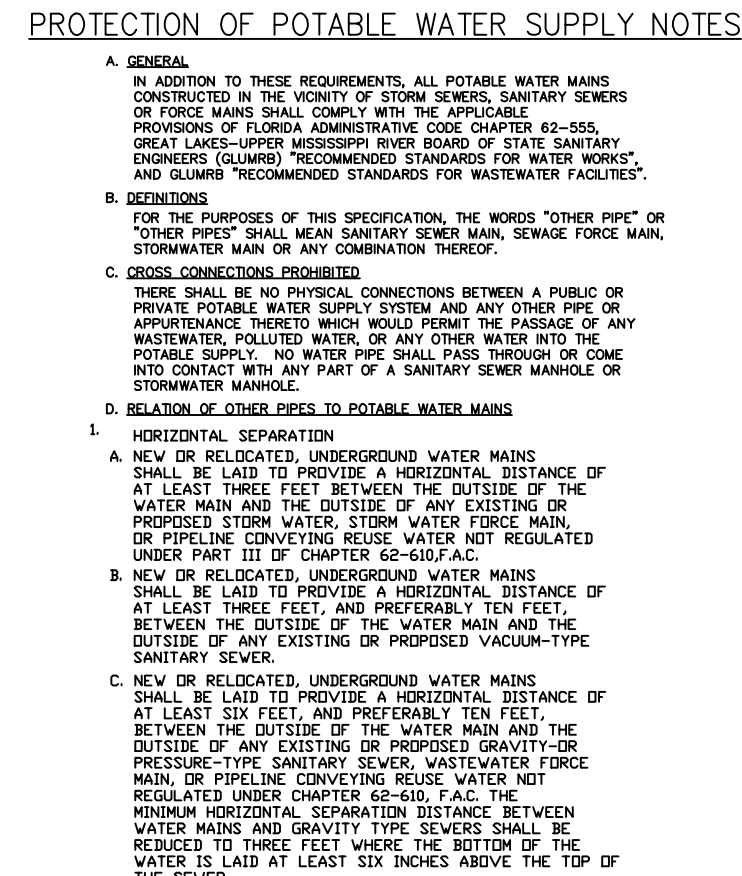 PROTECTION OF POTABLE WATER SUPPLY NOTES
A. GENERAL
IN ADDITION TO THESE REQUIREMENTS, ALL POTABLE WATER MAINS
CONSTRUCTED IN THE VICINITY OF STORM SEWERS, SANITARY SEWERS
OR FORCE MAINS SHALL COMPLY WITH THE APPLICABLE
PROVISIONS OF FLORIDA ADMINISTRATIVE CODE CHAPTER 62-555,
GREAT LAKES-UPPER MISSISSIPPI RIVER BOARD OF STATE SANITARY
ENGINEERS (GLUMRB) "RECOMMENDED STANDARDS FOR WATER WORKS",
AND GLUMRB "RECOMMENDED STANDARDS FOR WASTEWATER FACILITIES".
B. DEFINITIONS
FOR THE PURPOSES OF THIS SPECIFICATION, THE WORDS "OTHER PIPE" OR
"OTHER PIPES" SHALL MEAN SANITARY SEWER MAIN, SEWAGE FORCE MAIN,
STORMWATER MAIN OR ANY COMBINATION THEREOF.
C. CROSS CONNECTIONS PROHIBITED
THERE SHALL BE NO PHYSICAL CONNECTIONS BETWEEN A PUBLIC OR
PRIVATE POTABLE WATER SUPPLY SYSTEM AND ANY OTHER PIPE OR
APPURTENANCE THERETO WHICH WOULD PERMIT THE PASSAGE OF ANY
WASTEWATER, POLLUTED WATER, OR ANY OTHER WATER INTO THE
POTABLE SUPPLY. NO WATER PIPE SHALL PASS THROUGH OR COME
INTO CONTACT WITH ANY PART OF A SANITARY SEWER MANHOLE OR
STORMWATER MANHOLE.
D. RELATION OF OTHER PIPES TO POTABLE WATER MAINS
1. HORIZONTAL SEPARATION
A. NEW OR RELOCATED, UNDERGROUND WATER MAINS
SHALL BE LAID TO PROVIDE A HORIZONTAL DISTANCE OF
AT LEAST THREE FEET BETWEEN THE OUTSIDE OF THE
WATER MAIN AND THE OUTSIDE OF ANY EXISTING OR
PROPOSED STORM WATER, STORM WATER FORCE MAIN,
OR PIPELINE CONVEYING REUSE WATER NOT REGULATED
UNDER PART III OF CHAPTER 62-610,F.A.C.
B. NEW OR RELOCATED, UNDERGROUND WATER MAINS
SHALL BE LAID TO PROVIDE A HORIZONTAL DISTANCE OF
AT LEAST THREE FEET, AND PREFERABLY TEN FEET,
BETWEEN THE OUTSIDE OF THE WATER MAIN AND THE
OUTSIDE OF ANY EXISTING OR PROPOSED VACUUM-TYPE
SANITARY SEWER.
C. NEW OR RELOCATED, UNDERGROUND WATER MAINS
SHALL BE LAID TO PROVIDE A HORIZONTAL DISTANCE OF
AT LEAST SIX FEET, AND PREFERABLY TEN FEET,
BETWEEN THE OUTSIDE OF THE WATER MAIN AND THE
OUTSIDE OF ANY EXISTING OR PROPOSED GRAVITY-OR
PRESSURE-TYPE SANITARY SEWER, WASTEWATER FORCE
MAIN, OR PIPELINE CONVEYING REUSE WATER NOT
REGULATED UNDER CHAPTER 62-610, F.A.C. THE
MINIMUM HORIZONTAL SEPARATION DISTANCE BETWEEN
WATER MAINS AND GRAVITY TYPE SEWERS SHALL BE
REDUCED TO THREE FEET WHERE THE BOTTOM OF THE
WATER IS LAID AT LEAST SIX INCHES ABOVE THE TOP OF
THE SEWER